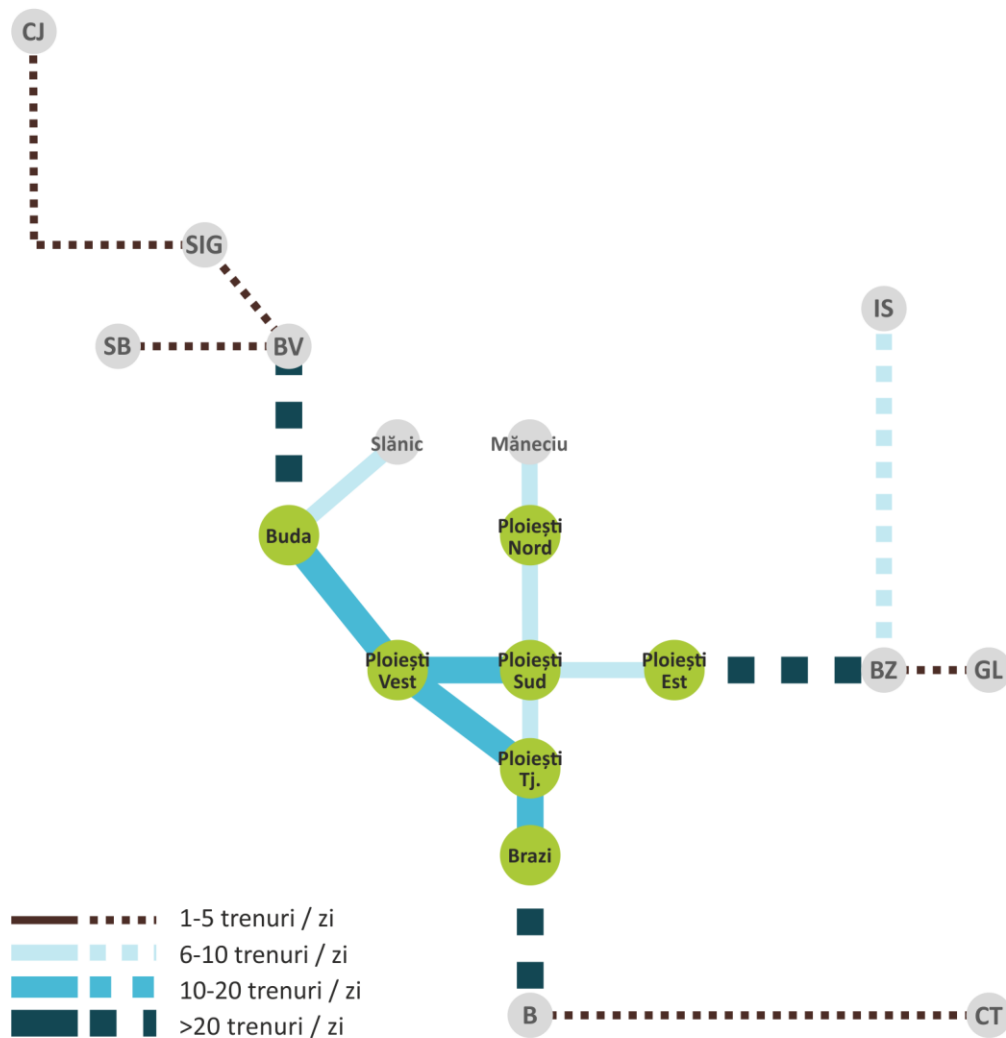 CJ
SIG
IS
SB
BV
Slănic
Măneciu
Buda
Ploiești
Nord
Ploiești
Vest
Ploiești
Sud
Ploiești
Est
BZ
GL
Ploiești
Tj.
Brazi
1-5 trenuri / zi
6-10 trenuri / zi
10-20 trenuri / zi
>20 trenuri / zi
B
CT